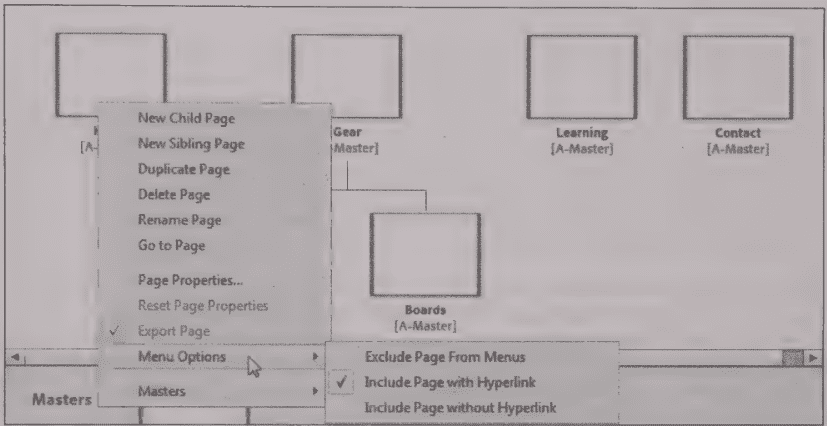 Gear
Learning
Contact
[A-
Master]
[A-Master]
[A-Master]
New Child Page
New Sibling Page
Duplicate Page
Delete Page
Rename Page
Go to Page
Page Properties...
Reset Page Properties
Export Page
Menu Options
Masters
Boards
[A-Master]
Exclude Page From Menus
Include Page with Hyperlink
Include Page without Hyperlink
Masters